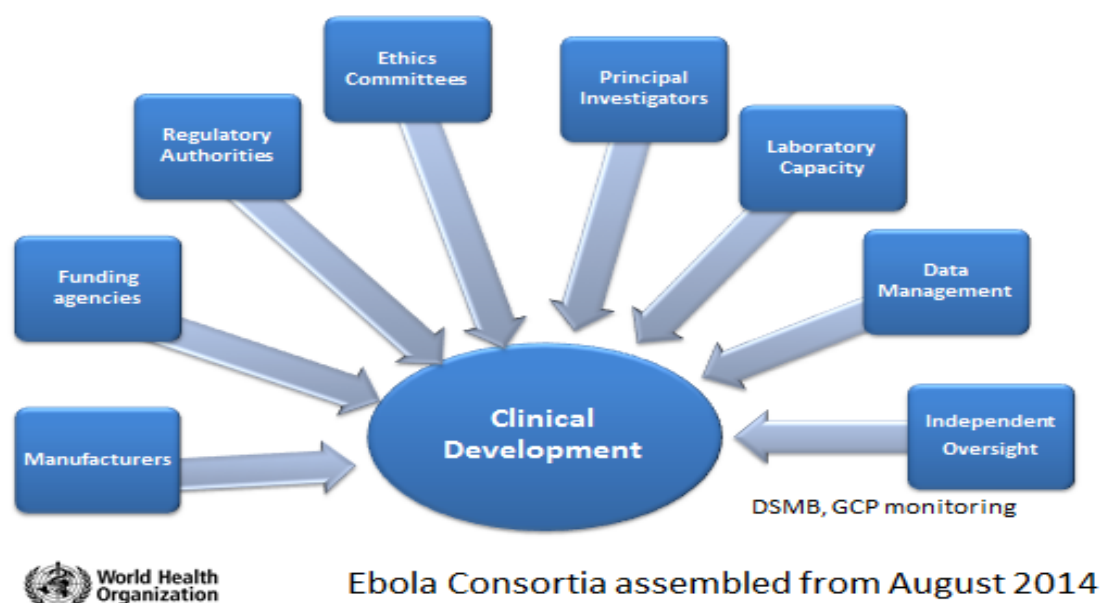 Ethics
Committees
Principal
Investigators
Regulatory
Authorities
Laboratory
Capacity
Funding
agencies
Data
Management
Clinical
Development
Manufacturers
Independent
Oversight
DSMB, GCP monitoring
World Health
Organization
Ebola Consortia assembled from August 2014